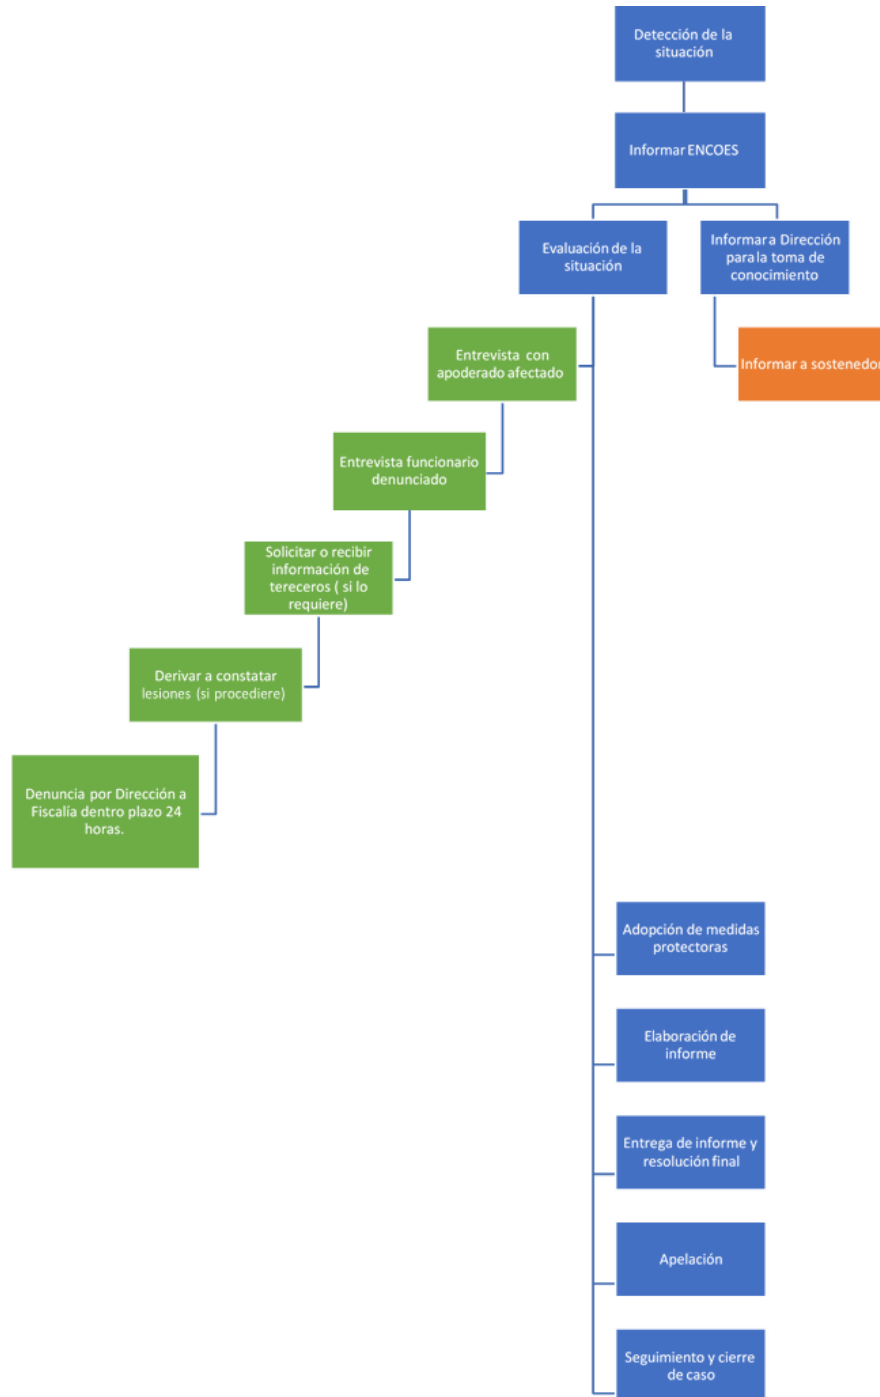 Detección de la
situación
Informar ENCOES
Evaluación de la
situación
Informar a Dirección
para la toma de
conocimiento
Entrevista con
apoderado afectado
Informar a sostenedor
Entrevista funcionario
denunciado
Solicitar o recibir
información de
tereceros ( si lo
requiere)
Derivar a constatar
lesiones (si procediere)
Denuncia por Dirección a
Fiscalía dentro plazo 24
horas.
Adopción de medidas
protectoras
Elaboración de
informe
Entrega de informe y
resolución final
Apelación
Seguimiento y cierre
de caso